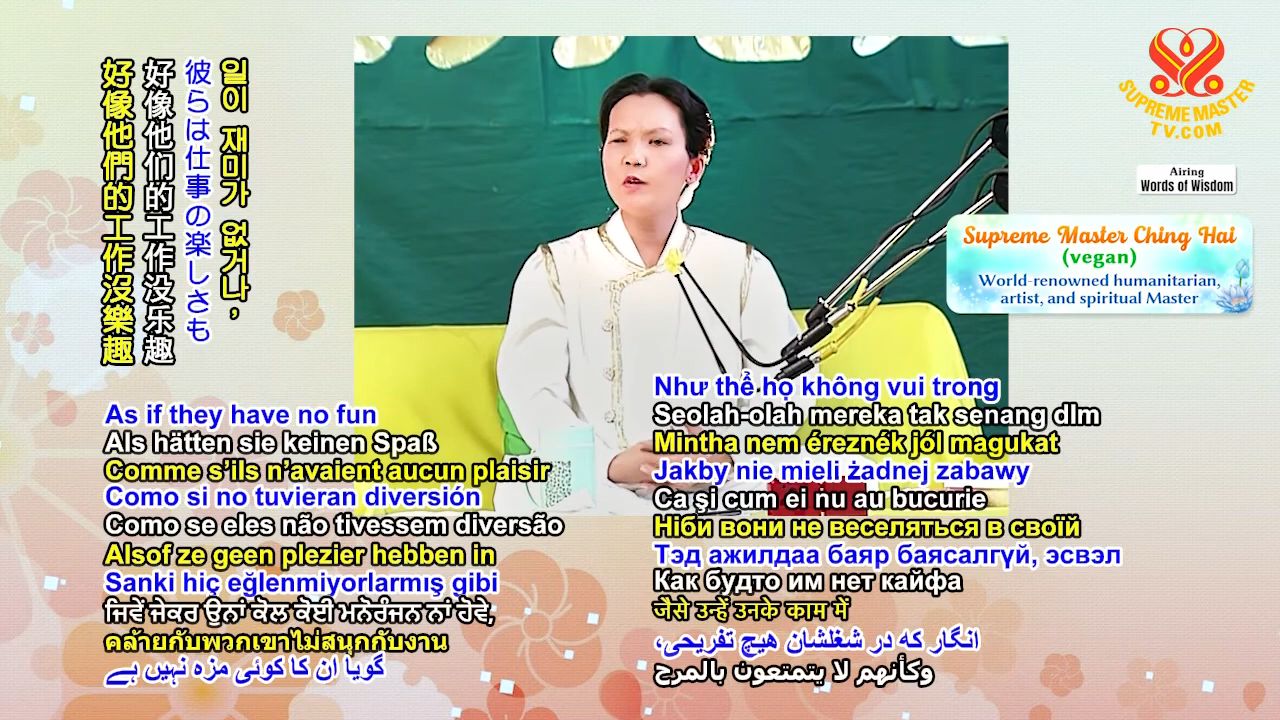 好像他們的工作沒樂趣
好像他们的工作没乐趣
彼らは仕事の楽しさも
일이 재미가 없거나,
SUPREME MASTER
TV.COM
Airing
Words of Wisdom
Supreme Master Ching Hai
(vegan)
World-renowned humanitarian,
artist, and spiritual Master
As if they have no fun
Als hätten sie keinen Spaß
Comme s'ils n'avaient aucun plaisir
Como si no tuvieran diversión
Como se eles não tivessem diversão
Alsof ze geen plezier hebben in
Sanki hiç eğlenmiyorlarmış gibi
ਜਿਵੇਂ ਜੇਕਰ ਉਨਾਂ ਕੋਲ ਕੋਈ ਮਨੋਰੰਜਨ ਨਾਂ ਹੋਵੇ,
คล้ายกับพวกเขาไม่สนุกกับงาน
گویا ان کا کوئی مزہ نہیں ہے
Như thể họ không vui trong
Seolah-olah mereka tak senang dlm
Mintha nem éreznék jól magukat
Jakby nie mieli żadnej zabawy
Ca şi cum ei nu au bucurie
Ніби вони не веселяться в своїй
Тэд ажилдаа баяр баясалгүй, эсвэл
Как будто им нет кайфа
जैसे उन्हें उनके काम में
انگار که در شغلشان هیچ تفریحی،
وكأنهم لا يتمتعون بالمرح